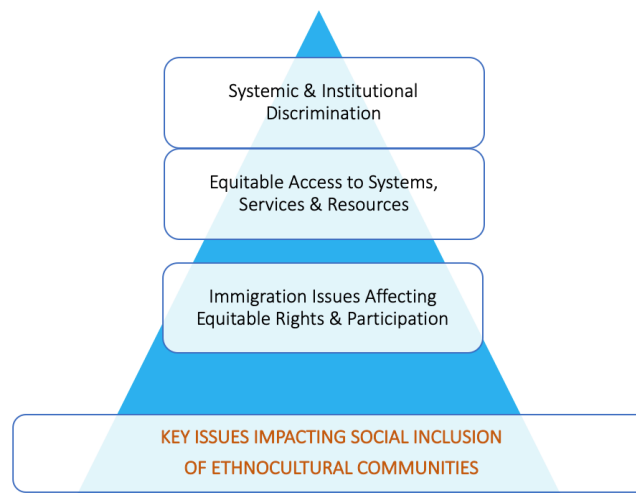 Systemic & Institutional
Discrimination
Equitable Access to Systems,
Services & Resources
Immigration Issues Affecting
Equitable Rights & Participation
KEY ISSUES IMPACTING SOCIAL INCLUSION
OF ETHNOCULTURAL COMMUNITIES